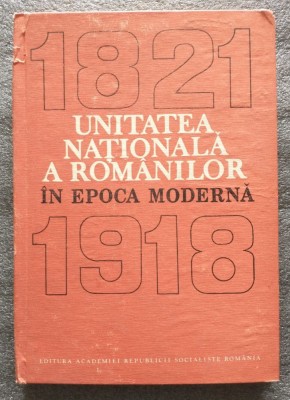 1821
UNITATEA
NAȚIONALĂ
A ROMÂNILOR
ÎN EPOCA MODERNĂ
1918
EDITURA ACADEMIEI REPUBLICII SOCIALISTE ROMÂNIA